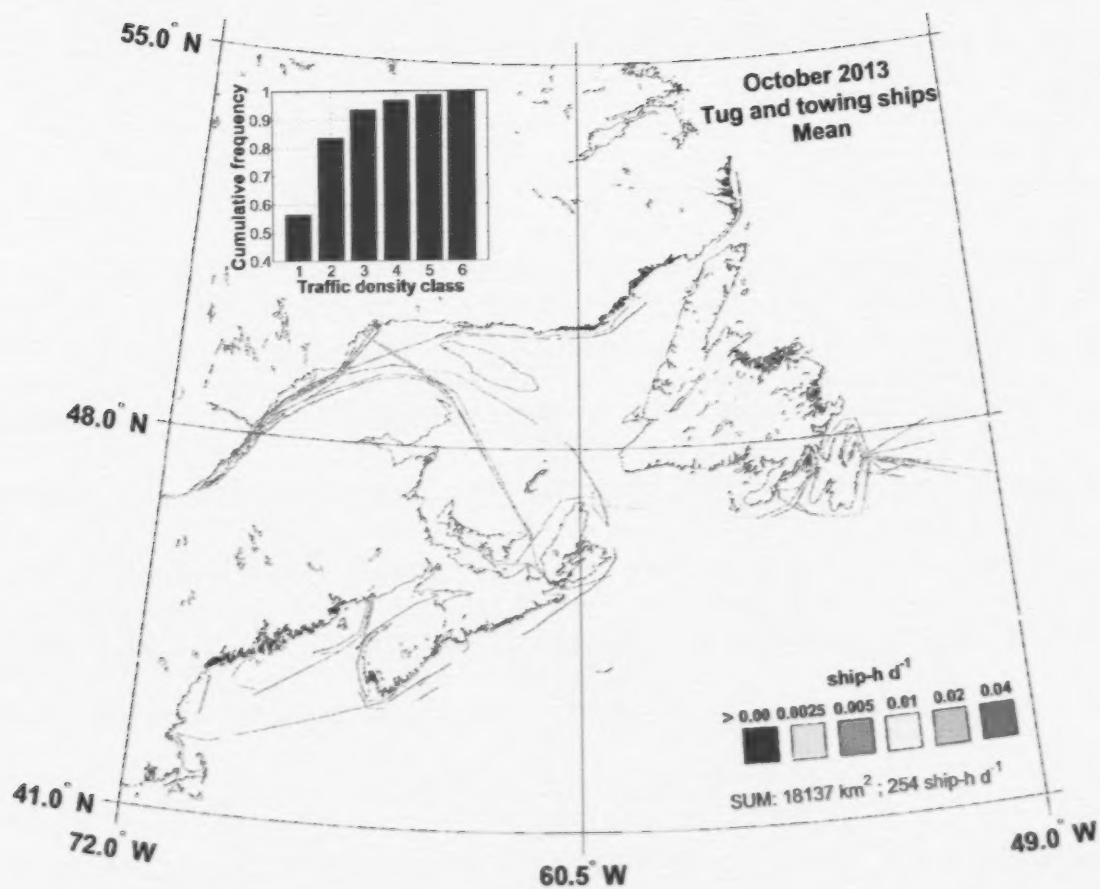 55.0° N
October 2013
Tug and towing ships
Mean
Cumulative frequency
1
0.9
0.8
0.7
0.6
0.5
0.4
1 2 3 4 5 6
Traffic density class
48.0° N
ship-h d⁻¹
> 0.00 0.0025 0.005 0.01 0.02 0.04
SUM: 18137 km² ; 254 ship-h d⁻¹
41.0° N
72.0° W
60.5° W
49.0° W